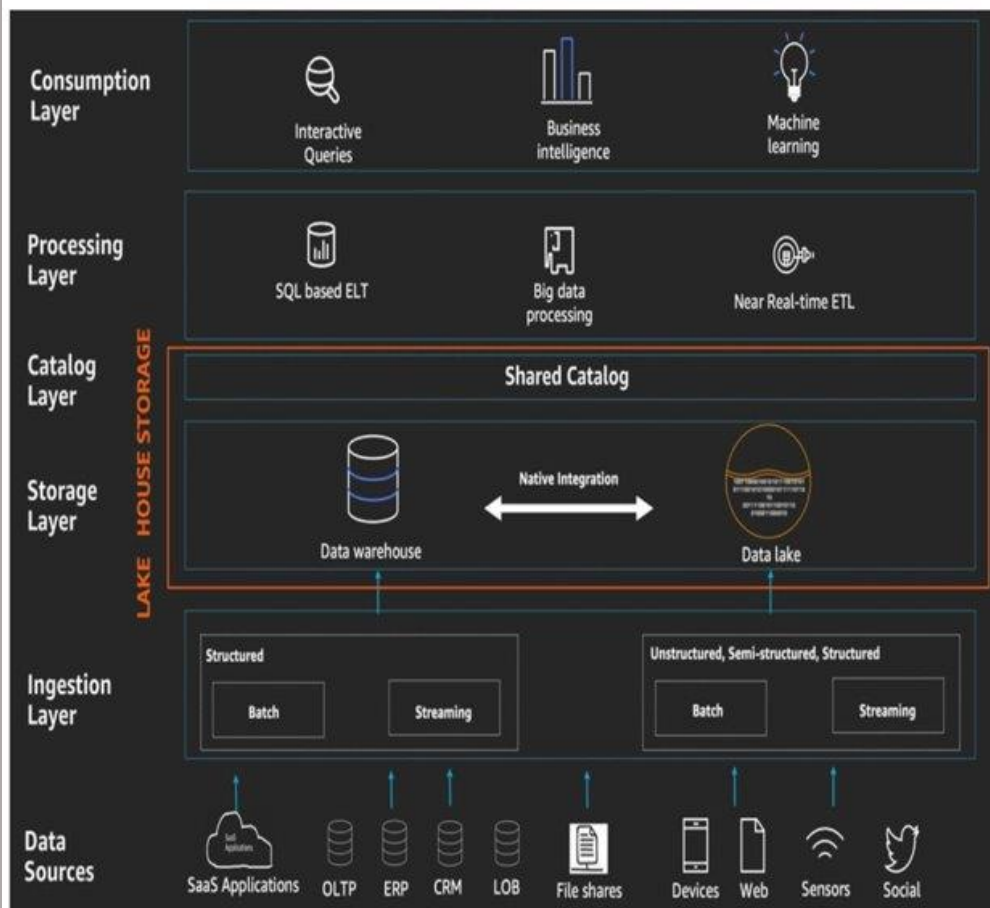 Consumption
Layer
Interactive
Queries
Business
intelligence
Machine
learning
Processing
Layer
SQL based ELT
Big data
processing
Near Real-time ETL
LAKE HOUSE STORAGE
Catalog
Layer
Shared Catalog
Storage
Layer
Data warehouse
Native Integration
Data lake
Ingestion
Layer
Structured
Batch
Streaming
Unstructured, Semi-structured, Structured
Batch
Streaming
Data
Sources
SaaS
Applications
SaaS Applications
OLTP
ERP
CRM
LOB
File shares
Devices
Web
Sensors
Social